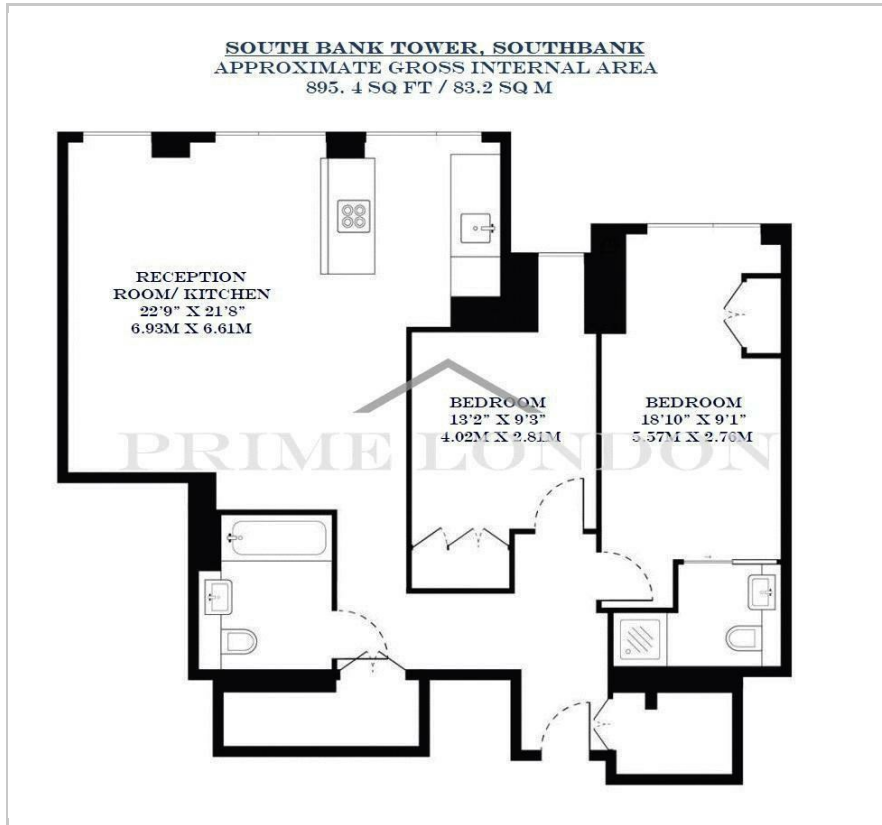 SOUTH BANK TOWER, SOUTHBANK
APPROXIMATE GROSS INTERNAL AREA
895. 4 SQ FT / 83.2 SQ M
RECEPTION
ROOM/ KITCHEN
22'9" X 21'8"
6.93M X 6.61M
BEDROOM
13'2" X 9'3"
4.02M X 2.81M
BEDROOM
18'10" X 9'1"
5.57M X 2.76M
PRIME LONDON